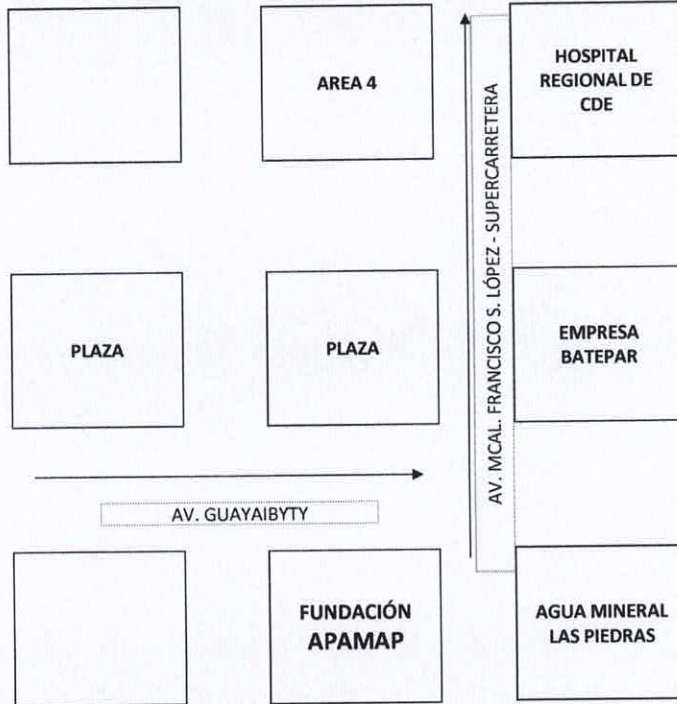 AREA 4
HOSPITAL
REGIONAL DE
CDE
AV. MCAL. FRANCISCO S. LÓPEZ - SUPERCARRETERA
PLAZA
PLAZA
EMPRESA
BATEPAR
AV. GUAYAIBYTY
FUNDACIÓN
APAMAP
AGUA MINERAL
LAS PIEDRAS